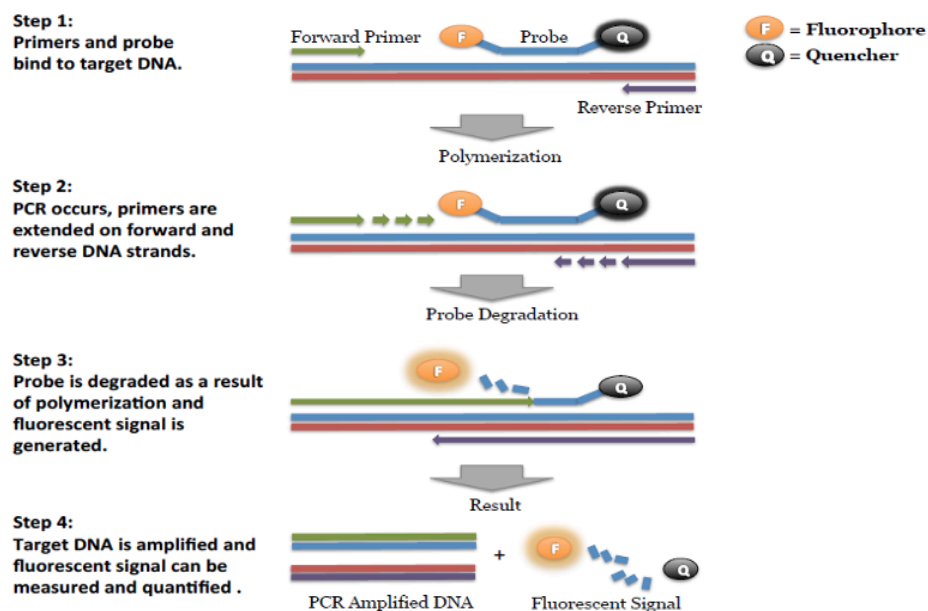 Step 1:
Primers and probe
bind to target DNA.
Forward Primer
F
Probe
Q
F = Fluorophore
Q = Quencher
Reverse Primer
Polymerization
Step 2:
PCR occurs, primers are
extended on forward and
reverse DNA strands.
F
Q
Probe Degradation
Step 3:
Probe is degraded as a result
of polymerization and
fluorescent signal is
generated.
F
Q
Result
Step 4:
Target DNA is amplified and
fluorescent signal can be
measured and quantified .
+
F
Q
PCR Amplified DNA
Fluorescent Signal